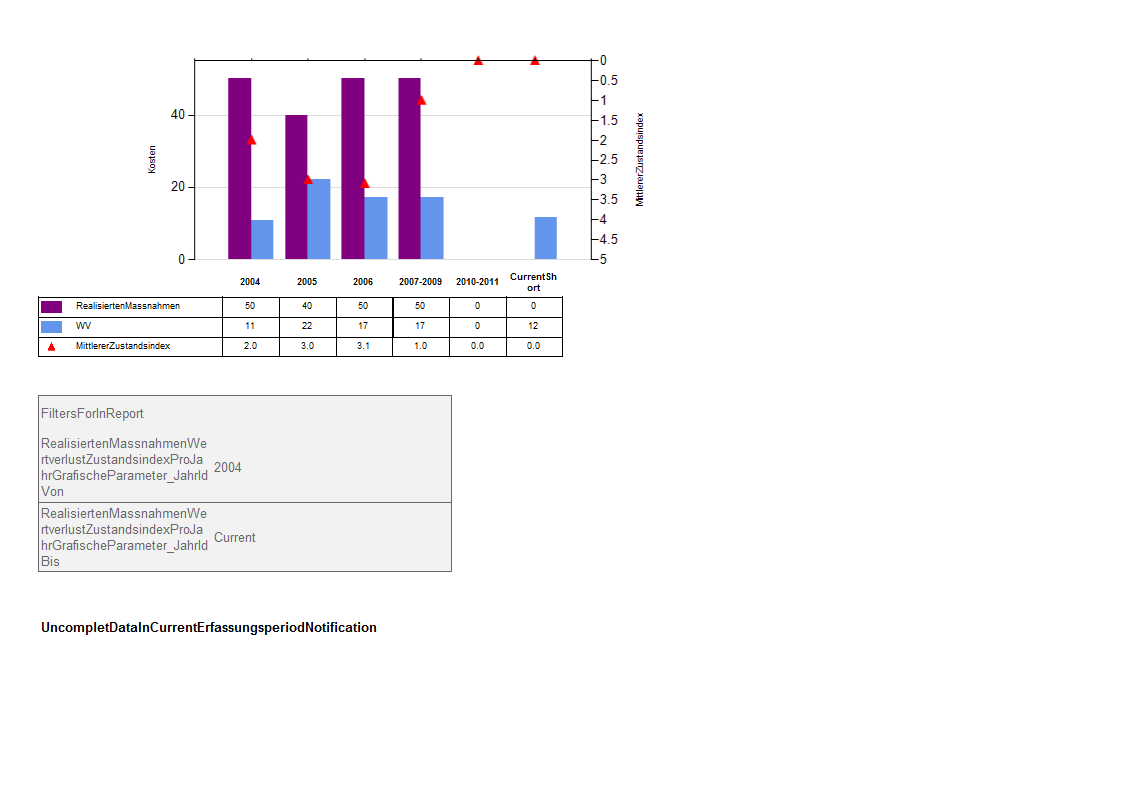 0
0.5
1
1.5
2
2.5
3
3.5
4
4.5
5
MittlererZustandsindex
40
20
0
Kosten
2004 2005 2006 2007-2009 2010-2011 CurrentSh
ort
RealisiertenMassnahmen 50 40 50 50 0 0
WV 11 22 17 17 0 12
MittlererZustandsindex 2.0 3.0 3.1 1.0 0.0 0.0
FiltersForInReport
RealisiertenMassnahmenWe
rtverlustZustandsindexProJa
hrGrafischeParameter_JahrId
Von
2004
RealisiertenMassnahmenWe
rtverlustZustandsindexProJa
hrGrafischeParameter_JahrId
Bis
Current
UncompletDataInCurrentErfassungsperiodNotification